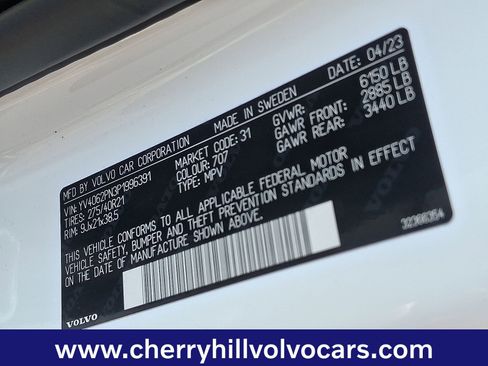 MFD BY VOLVO CAR CORPORATION MADE IN SWEDEN DATE: 04/23
VIN: YV4062PN3P1996391 MARKET CODE: 31 GVWR: 6150 LB
TIRES: 275/40R21 COLOUR: 707 GAWR FRONT: 2885 LB
RIM: 9Jx21x38.5 TYPE: MPV GAWR REAR: 3440 LB
THIS VEHICLE CONFORMS TO ALL APPLICABLE FEDERAL MOTOR
VEHICLE SAFETY, BUMPER AND THEFT PREVENTION STANDARDS IN EFFECT
ON THE DATE OF MANUFACTURE SHOWN ABOVE.
VOLVO 32366354
www.cherryhillvolvocars.com